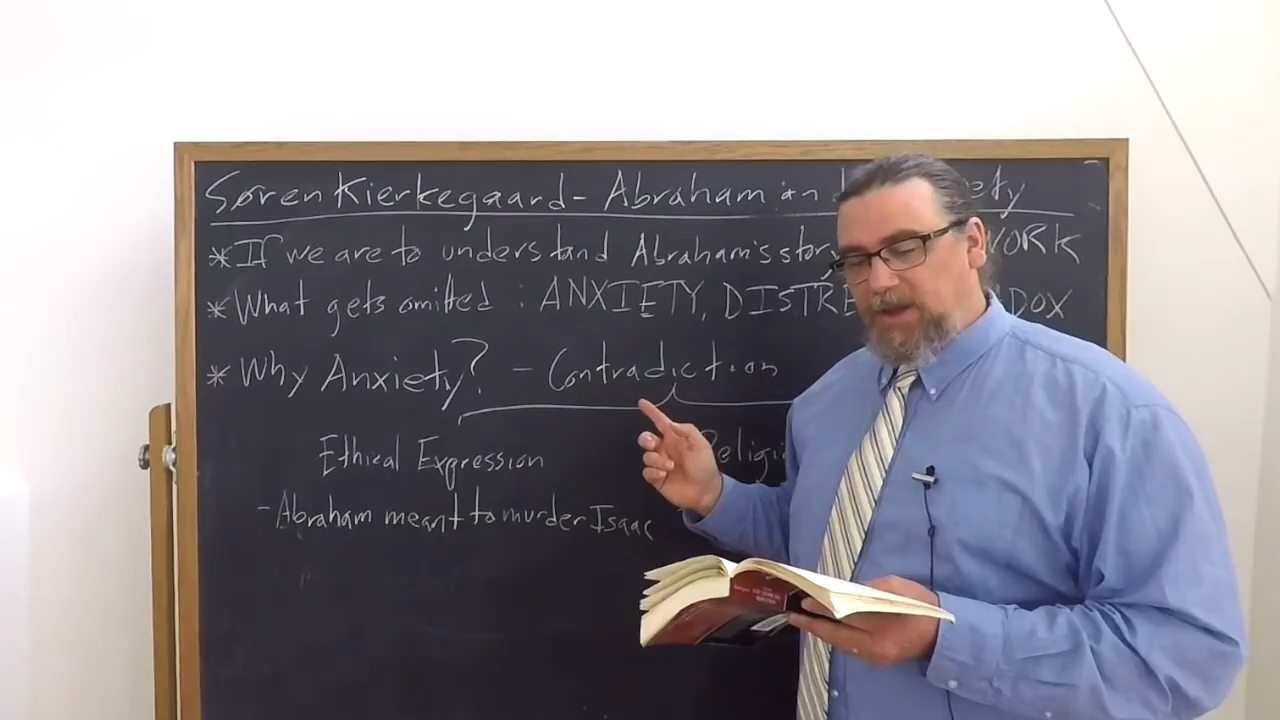 Søren Kierkegaard - Abraham in
* If we are to understand Abraham's story
* What gets omitted : ANXIETY,
* Why Anxiety? - Contradiction
Ethical Expression
- Abraham meant to murder Isaac